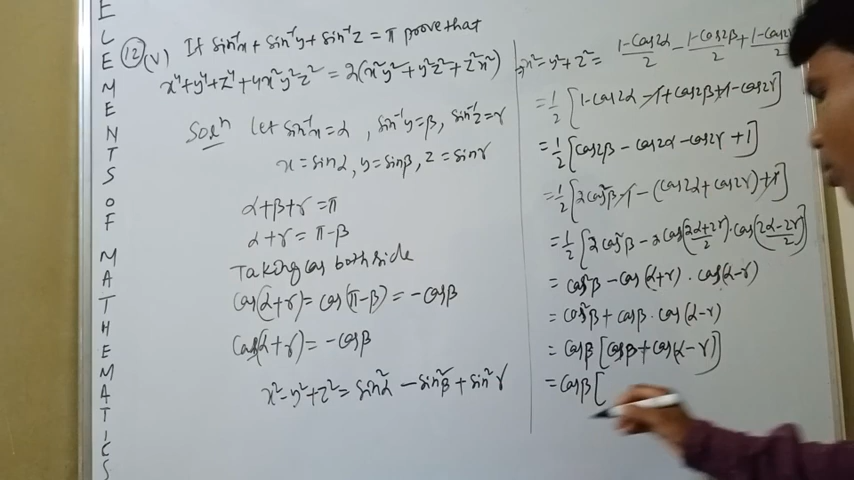 ELEMENTS OF MATHEMATICS
⑫ (v) If sin⁻¹x + sin⁻¹y + sin⁻¹z = π prove that
x⁴+y⁴+z⁴+4x²y²z² = 2(x²y²+y²z²+z²x²)
Solⁿ let sin⁻¹x=α , sin⁻¹y=β, sin⁻¹z=γ
x=sinα, y=sinβ, z=sinγ
α+β+γ=π
α+γ=π-β
Taking cos both side
cos(α+γ)=cos(π-β)=-cosβ
cos(α+γ)=-cosβ
x²-y²+z²=sin²α-sin²β+sin²γ
x²-y²+z²= (1-cos2α)/2 - (1-cos2β)/2 + (1-cos2γ)/2
=½[1-cos2α-1+cos2β+1-cos2γ]
=½[cos2β-cos2α-cos2γ+1]
=½[2cos²β-1-(cos2α+cos2γ)+1]
=½[2cos²β-2cos((2α+2γ)/2).cos((2α-2γ)/2)]
=cos²β-cos(α+γ).cos(α-γ)
=cos²β+cosβ.cos(α-γ)
=cosβ[cosβ+cos(α-γ)]
=cosβ[